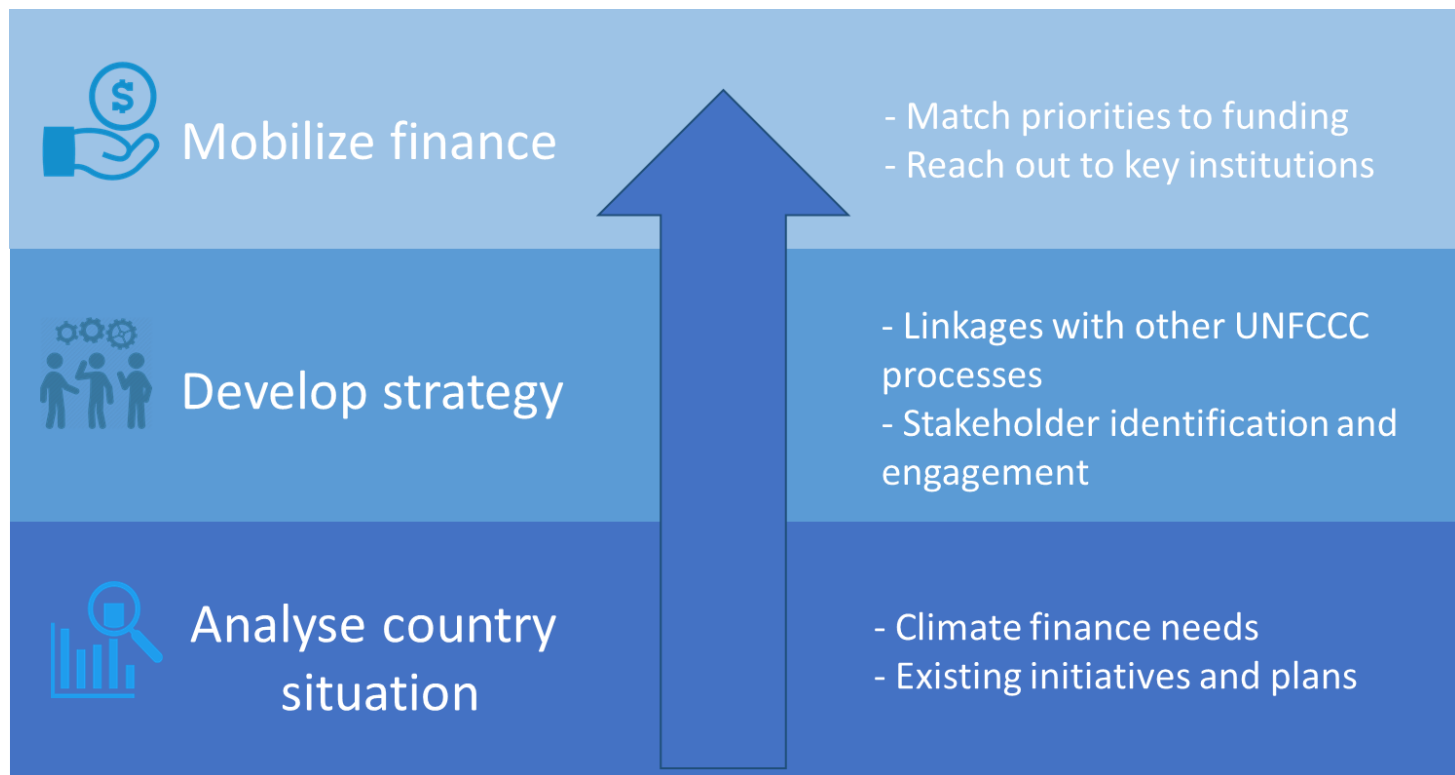 $
Mobilize finance
- Match priorities to funding
- Reach out to key institutions
Develop strategy
- Linkages with other UNFCCC
processes
- Stakeholder identification and
engagement
Analyse country
situation
- Climate finance needs
- Existing initiatives and plans